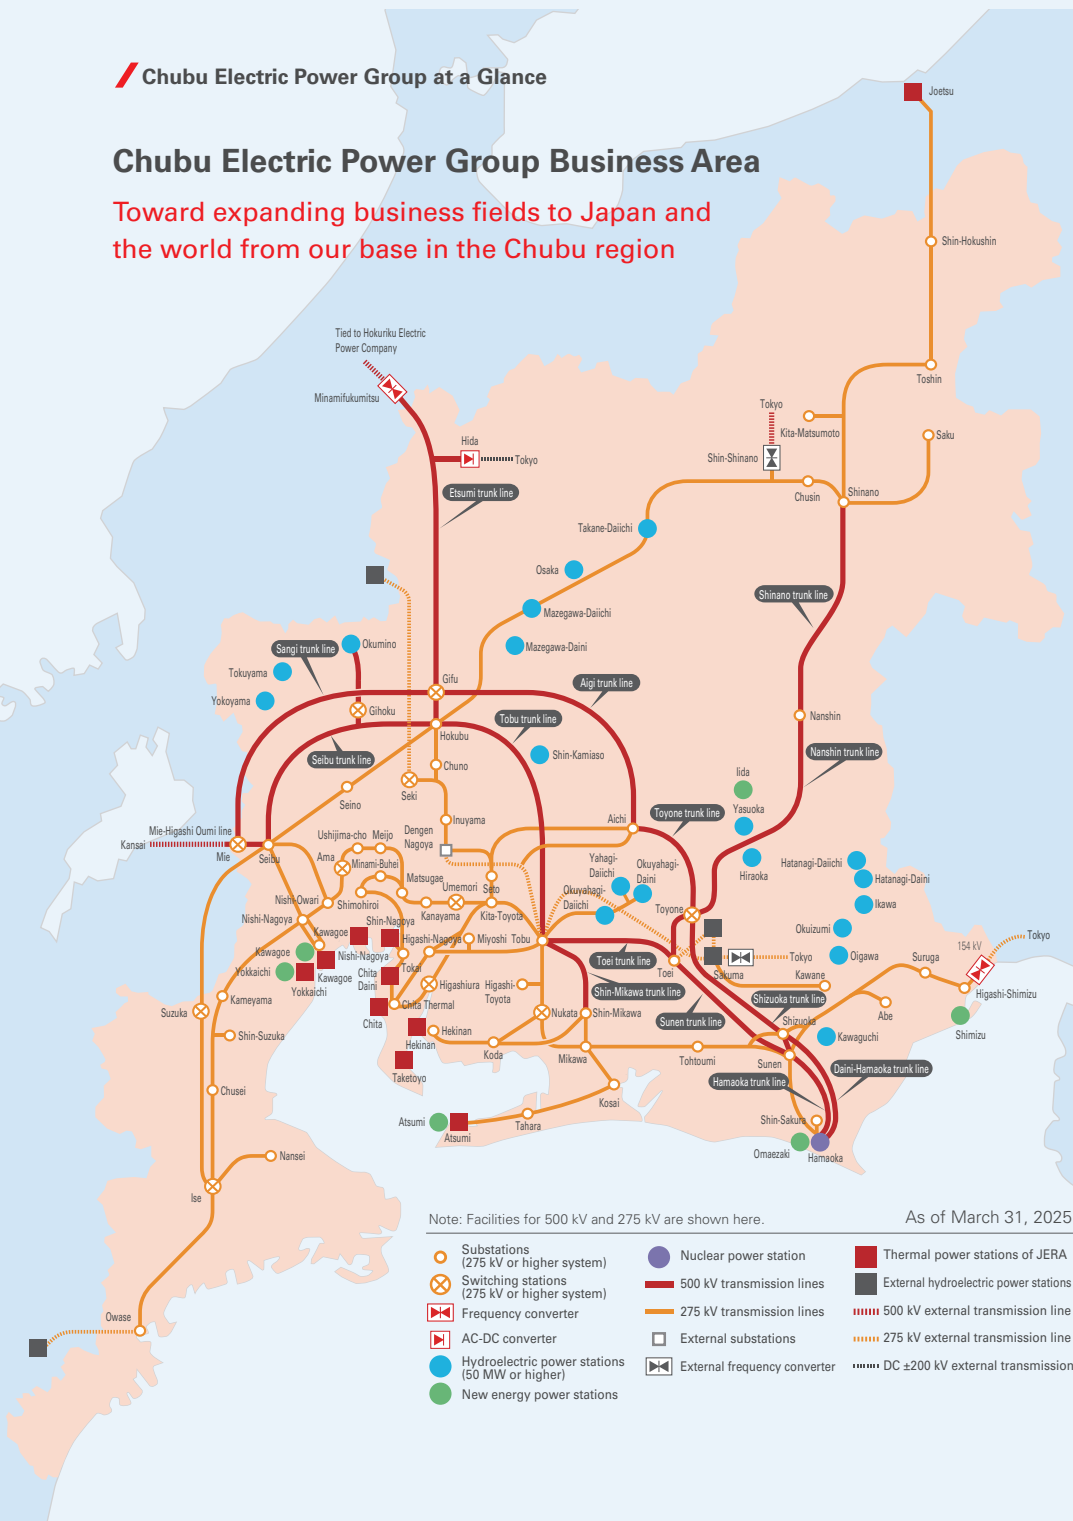 Chubu Electric Power Group at a Glance
Chubu Electric Power Group Business Area
Toward expanding business fields to Japan and
the world from our base in the Chubu region
Joetsu
Shin-Hokushin
Toshin
Tied to Hokuriku Electric
Power Company
Minamifukumitsu
Hida
Tokyo
Etsumi trunk line
Tokyo
Kita-Matsumoto
Saku
Shin-Shinano
Chusin
Shinano
Takane-Daiichi
Osaka
Mazegawa-Daiichi
Mazegawa-Daini
Shinano trunk line
Sangi trunk line
Okumino
Tokuyama
Yokoyama
Gifu
Gihoku
Aigi trunk line
Tobu trunk line
Hokubu
Seibu trunk line
Shin-Kamiaso
Nanshin
Nanshin trunk line
Chuno
Seki
Seino
Iida
Yasuoka
Toyone trunk line
Inuyama
Dengen
Nagoya
Aichi
Mie-Higashi Oumi line
Kansai
Mie
Seibu
Ushijima-cho
Meijo
Ama
Minami-Buhei
Matsugae
Umemori
Seto
Yahagi-
Daiichi
Okuyahagi-
Daini
Okuyahagi-
Daiichi
Hiraoka
Hatanagi-Daiichi
Hatanagi-Daini
Ikawa
Nishi-Owari
Shimohiroi
Kanayama
Kita-Toyota
Toyone
Nishi-Nagoya
Shin-Nagoya
Kawagoe
Higashi-Nagoya
Miyoshi
Tobu
Okuizumi
Oigawa
154 kV
Tokyo
Kawagoe
Nishi-Nagoya
Tokai
Toei trunk line
Toei
Sakuma
Tokyo
Kawane
Suruga
Yokkaichi
Yokkaichi
Kawagoe
Chita
Daini
Higashiura
Higashi-
Toyota
Shin-Mikawa trunk line
Shizuoka trunk line
Higashi-Shimizu
Kameyama
Suzuka
Chita Thermal
Chita
Nukata
Shin-Mikawa
Sunen trunk line
Shizuoka
Abe
Shimizu
Shin-Suzuka
Hekinan
Hekinan
Koda
Mikawa
Tohtoumi
Sunen
Kawaguchi
Taketoyo
Hamaoka trunk line
Daini-Hamaoka trunk line
Chusei
Kosai
Atsumi
Atsumi
Tahara
Shin-Sakura
Omaezaki
Hamaoka
Nansei
Ise
Owase
Note: Facilities for 500 kV and 275 kV are shown here.
As of March 31, 2025
Substations
(275 kV or higher system)
Switching stations
(275 kV or higher system)
Frequency converter
AC-DC converter
Hydroelectric power stations
(50 MW or higher)
New energy power stations
Nuclear power station
500 kV transmission lines
275 kV transmission lines
External substations
External frequency converter
Thermal power stations of JERA
External hydroelectric power stations
500 kV external transmission line
275 kV external transmission line
DC ±200 kV external transmission